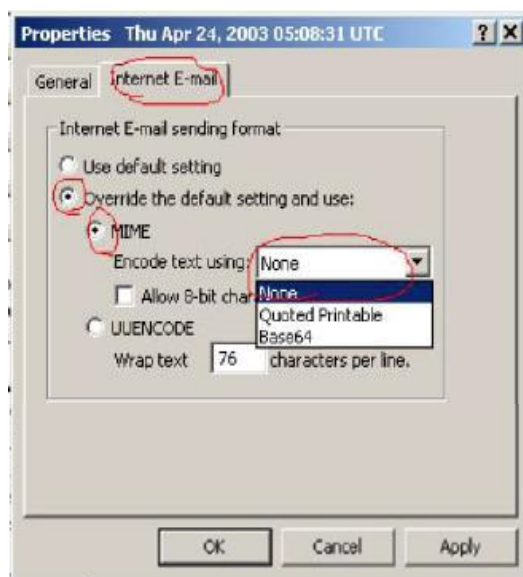 Properties Thu Apr 24, 2003 05:08:31 UTC ? X
General Internet E-mail
Internet E-mail sending format
Use default setting
Override the default setting and use:
MIME
Encode text using: None
None
Allow 8-bit char
Quoted Printable
UUENCODE
Base64
Wrap text 76 characters per line.
OK Cancel Apply